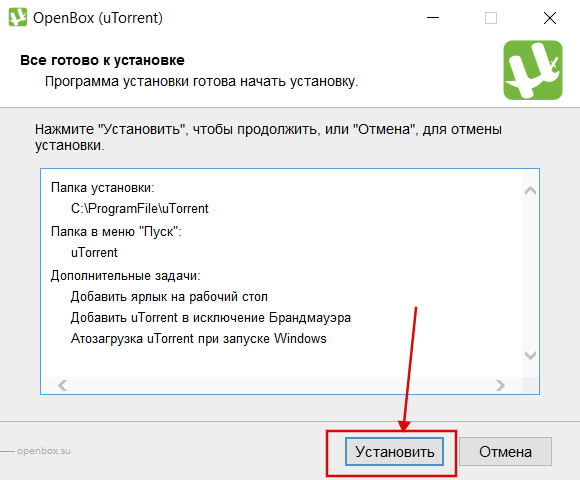 OpenBox (uTorrent)
Все готово к установке
Программа установки готова начать установку.
Нажмите "Установить", чтобы продолжить, или "Отмена", для отмены
установки.
Папка установки:
C:\ProgramFile\uTorrent
Папка в меню "Пуск":
uTorrent
Дополнительные задачи:
Добавить ярлык на рабочий стол
Добавить uTorrent в исключение Брандмауэра
Атозагрузка uTorrent при запуске Windows
openbox.su
Установить
Отмена